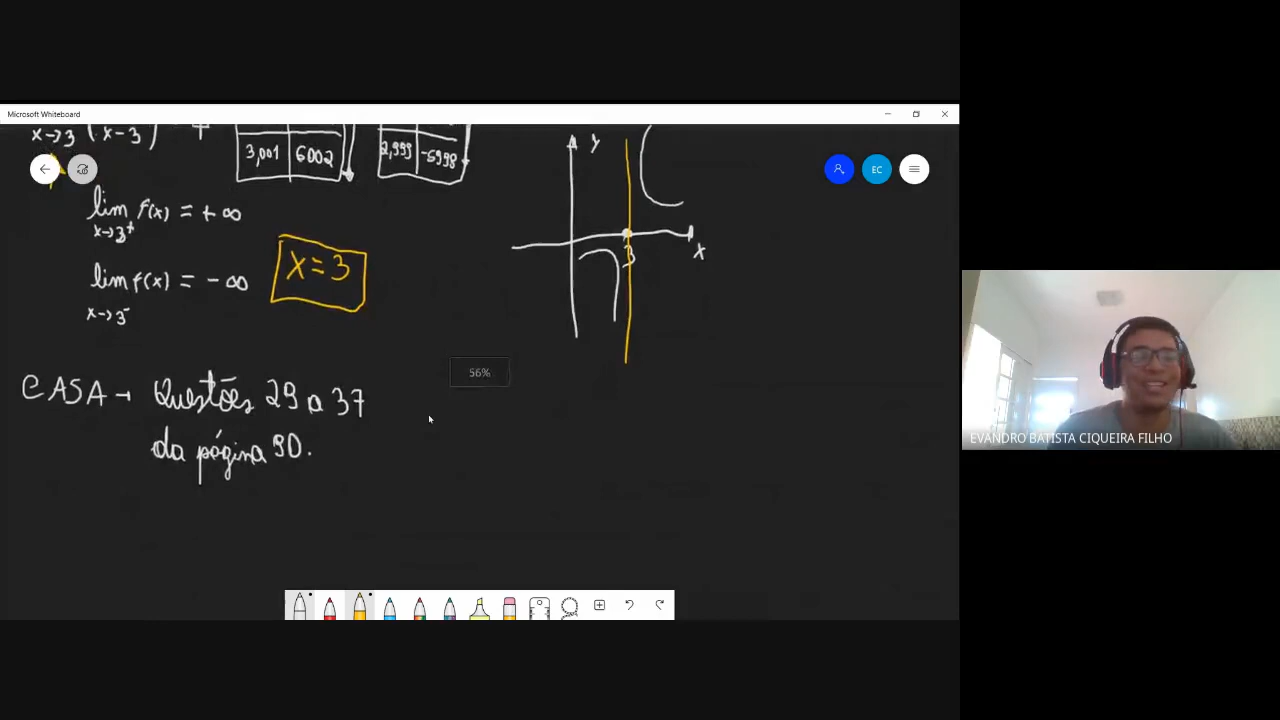 Microsoft Whiteboard
x→3 (x-3)
3,001 6002
2,999 -5998
lim f(x) = +∞
x→3⁺
lim f(x) = -∞
x→3⁻
x=3
y
3
x
EC
56%
CASA → Questões 29 a 37
da página 90.
EVANDRO BATISTA CIQUEIRA FILHO